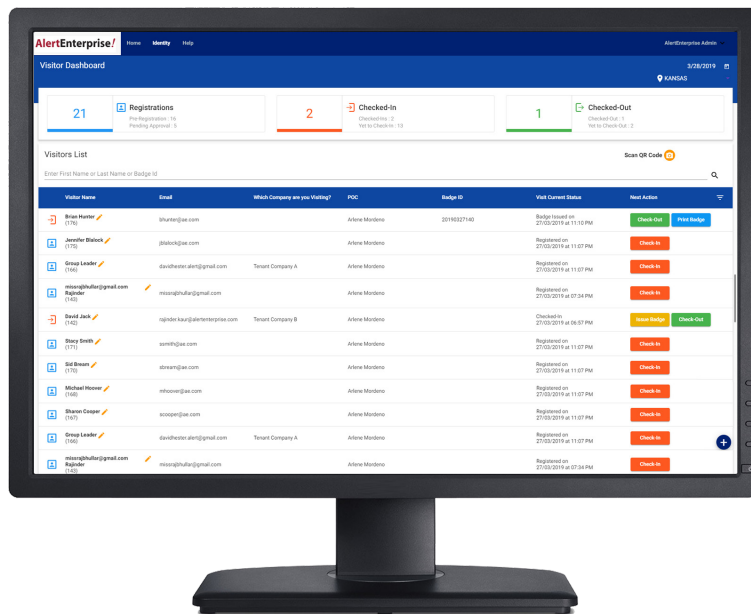 AlertEnterprise! Home Identity Help AlertEnterprise Admin
Visitor Dashboard 3/28/2019
KANSAS
21 Registrations 2 Checked-In 1 Checked-Out
Pre-Registration : 16 Checked-Ins : 2 Checked-Out : 1
Pending Approval : 5 Yet to Check-In : 13 Yet to Check-Out : 2
Visitors List Scan QR Code
Enter First Name or Last Name or Badge Id
Visitor Name Email Which Company are you Visiting? POC Badge ID Visit Current Status Next Action
Brian Hunter bhunter@ae.com Arlene Mordeno 20190327140 Badge Issued on Check-Out Print Badge
(176) 27/03/2019 at 11:10 PM
Jennifer Blalock jblalock@ae.com Arlene Mordeno Registered on Check-In
(175) 27/03/2019 at 11:07 PM
Group Leader davidhester.alert@gmail.com Tenant Company A Arlene Mordeno Registered on Check-In
(166) 27/03/2019 at 11:07 PM
missrajbhullar@gmail.com
Rajinder missrajbhullar@gmail.com Arlene Mordeno Registered on Check-In
(143) 27/03/2019 at 07:34 PM
David Jack rajinder.kaur@alertenterprise.com Tenant Company B Arlene Mordeno Checked-in Issue Badge Check-Out
(142) 27/03/2019 at 06:57 PM
Stacy Smith ssmith@ae.com Arlene Mordeno Registered on Check-In
(171) 27/03/2019 at 11:07 PM
Sid Bream sbream@ae.com Arlene Mordeno Registered on Check-In
(170) 27/03/2019 at 11:07 PM
Michael Hoover mhoover@ae.com Arlene Mordeno Registered on Check-In
(168) 27/03/2019 at 11:07 PM
Sharon Cooper scooper@ae.com Arlene Mordeno Registered on Check-In
(167) 27/03/2019 at 11:07 PM
Group Leader davidhester.alert@gmail.com Tenant Company A Arlene Mordeno Registered on Check-In
(166) 27/03/2019 at 11:07 PM
missrajbhullar@gmail.com
Rajinder missrajbhullar@gmail.com Arlene Mordeno Registered on Check-In
(143) 27/03/2019 at 07:34 PM